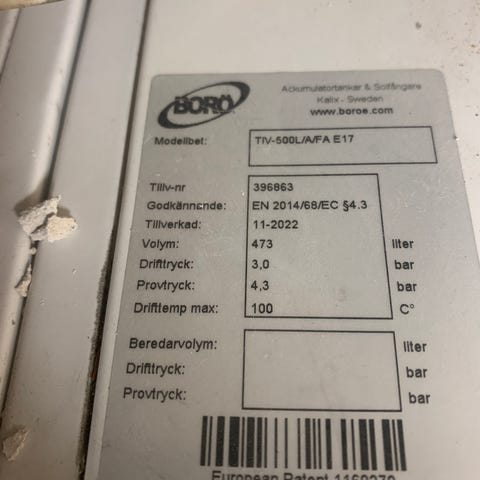 BORÖ
Ackumulatortankar & Solfångare
Kalix - Sweden
www.boroe.com
Modellbet: TIV-500L/A/FA E17
Tillv-nr 396863
Godkännande: EN 2014/68/EC §4.3
Tillverkad: 11-2022
Volym: 473 liter
Drifttryck: 3,0 bar
Provtryck: 4,3 bar
Drifttemp max: 100 C°
Beredarvolym: liter
Drifttryck: bar
Provtryck: bar
European Patent